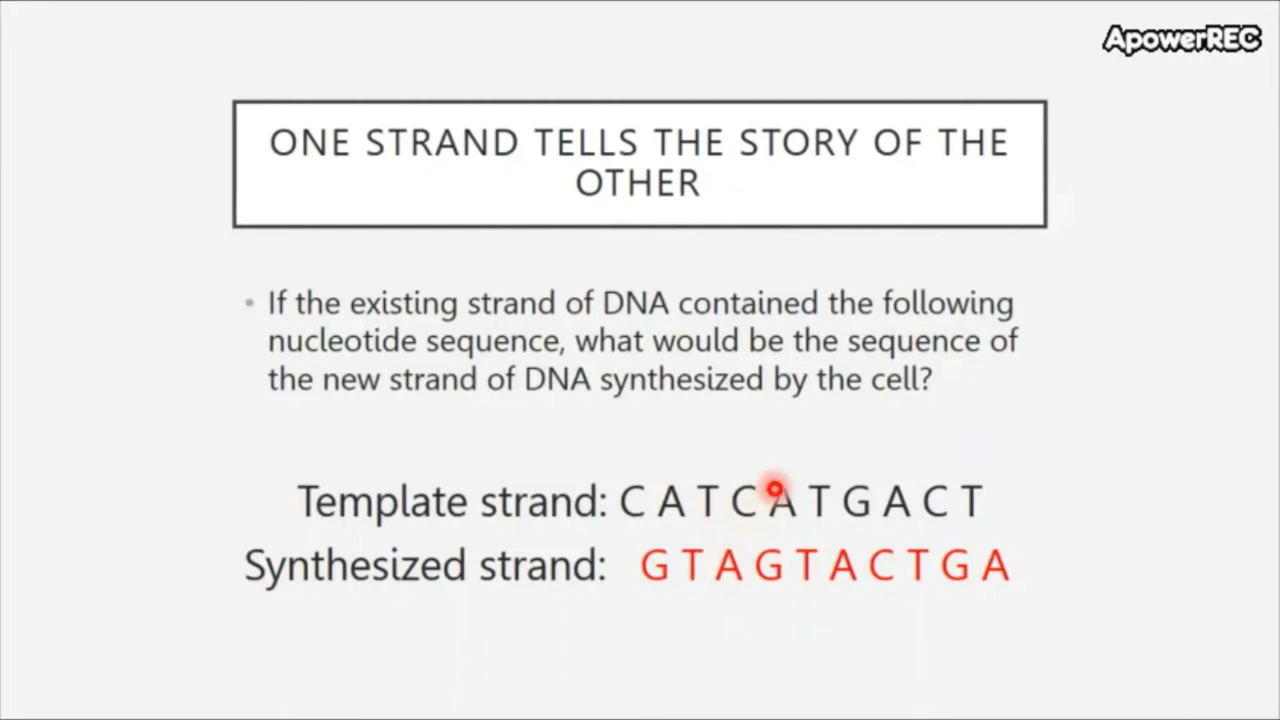 ApowerREC
ONE STRAND TELLS THE STORY OF THE
OTHER
• If the existing strand of DNA contained the following
nucleotide sequence, what would be the sequence of
the new strand of DNA synthesized by the cell?
Template strand: C A T C A T G A C T
Synthesized strand: G T A G T A C T G A